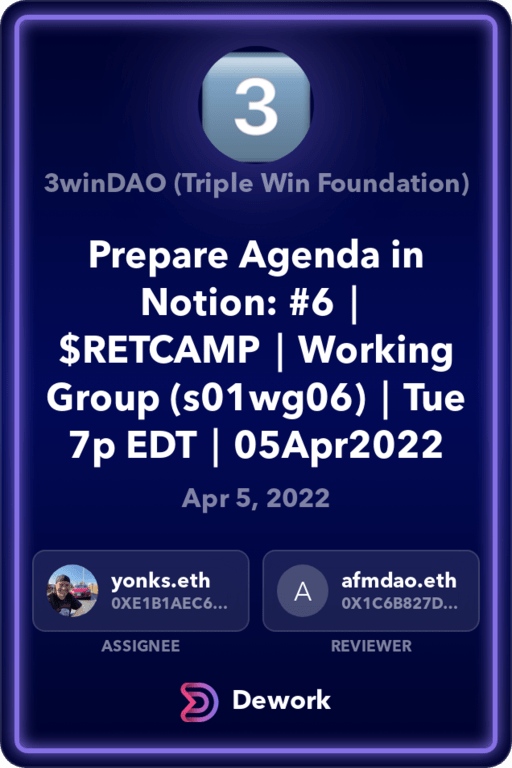 3
3winDAO (Triple Win Foundation)
Prepare Agenda in
Notion: #6 |
$RETCAMP | Working
Group (s01wg06) | Tue
7p EDT | 05Apr2022
Apr 5, 2022
yonks.eth
0XE1B1AEC6...
ASSIGNEE
A
afmdao.eth
0X1C6B827D...
REVIEWER
Dework